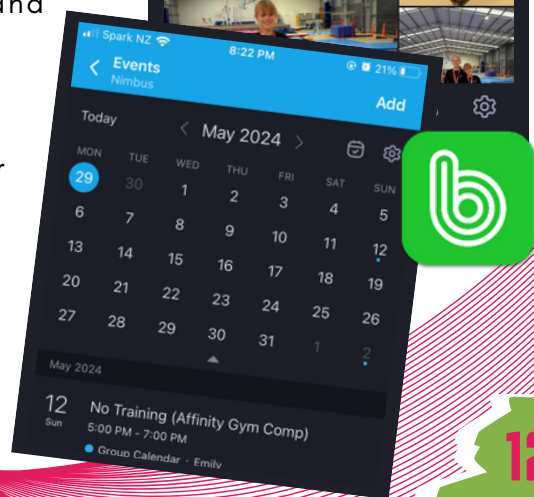 and
r
Spark NZ 8:22 PM 21%
Events
Nimbus
Add
Today
May 2024
MON TUE WED THU FRI SAT SUN
29 30 1 2 3 4 5
6 7 8 9 10 11 12
13 14 15 16 17 18 19
20 21 22 23 24 25 26
27 28 29 30 31 1 2
May 2024
12 No Training (Affinity Gym Comp)
Sun 5:00 PM - 7:00 PM
Group Calendar · Emily
b
12